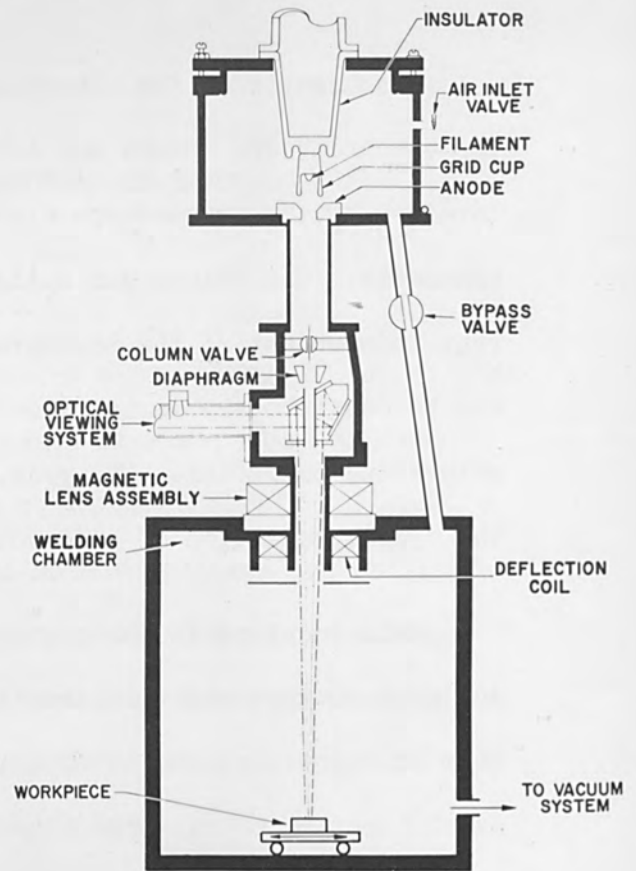 INSULATOR
AIR INLET
VALVE
FILAMENT
GRID CUP
ANODE
BYPASS
VALVE
COLUMN VALVE
DIAPHRAGM
OPTICAL
VIEWING
SYSTEM
MAGNETIC
LENS ASSEMBLY
WELDING
CHAMBER
DEFLECTION
COIL
WORKPIECE
TO VACUUM
SYSTEM